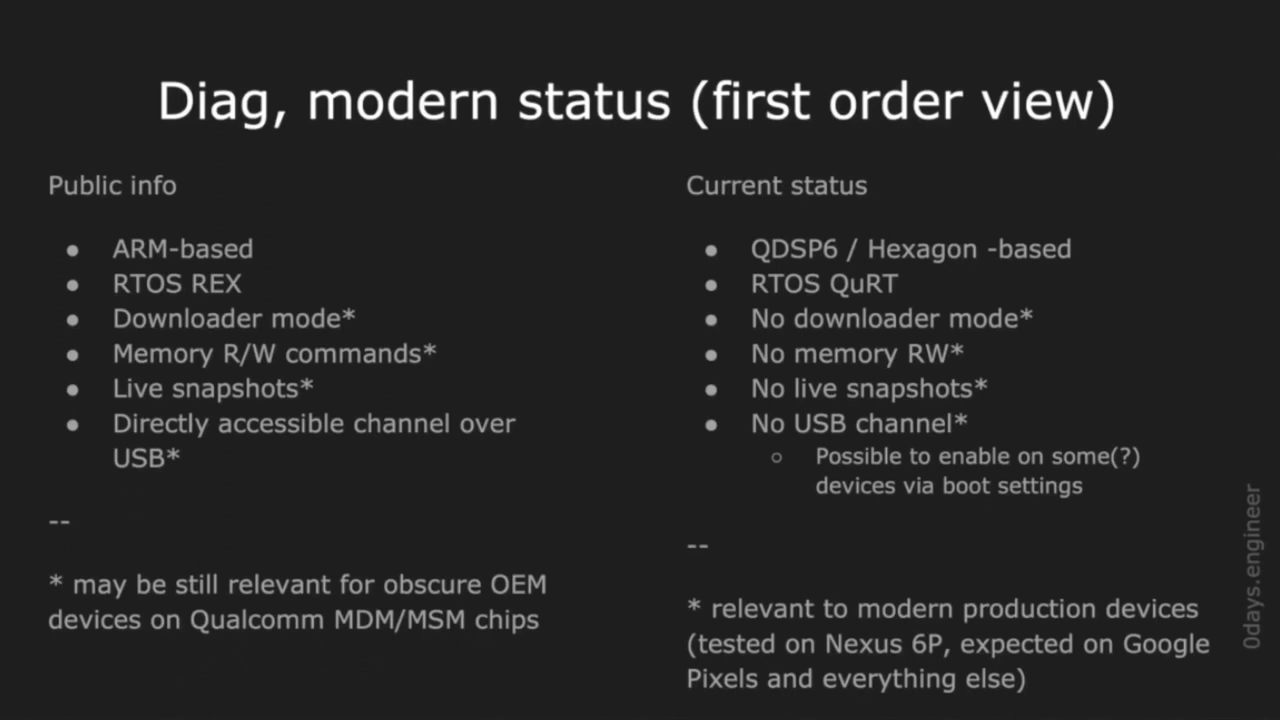 Diag, modern status (first order view)
Public info
● ARM-based
● RTOS REX
● Downloader mode*
● Memory R/W commands*
● Live snapshots*
● Directly accessible channel over
USB*
--
* may be still relevant for obscure OEM
devices on Qualcomm MDM/MSM chips
Current status
● QDSP6 / Hexagon -based
● RTOS QuRT
● No downloader mode*
● No memory RW*
● No live snapshots*
● No USB channel*
○ Possible to enable on some(?)
devices via boot settings
--
* relevant to modern production devices
(tested on Nexus 6P, expected on Google
Pixels and everything else)
0days.engineer